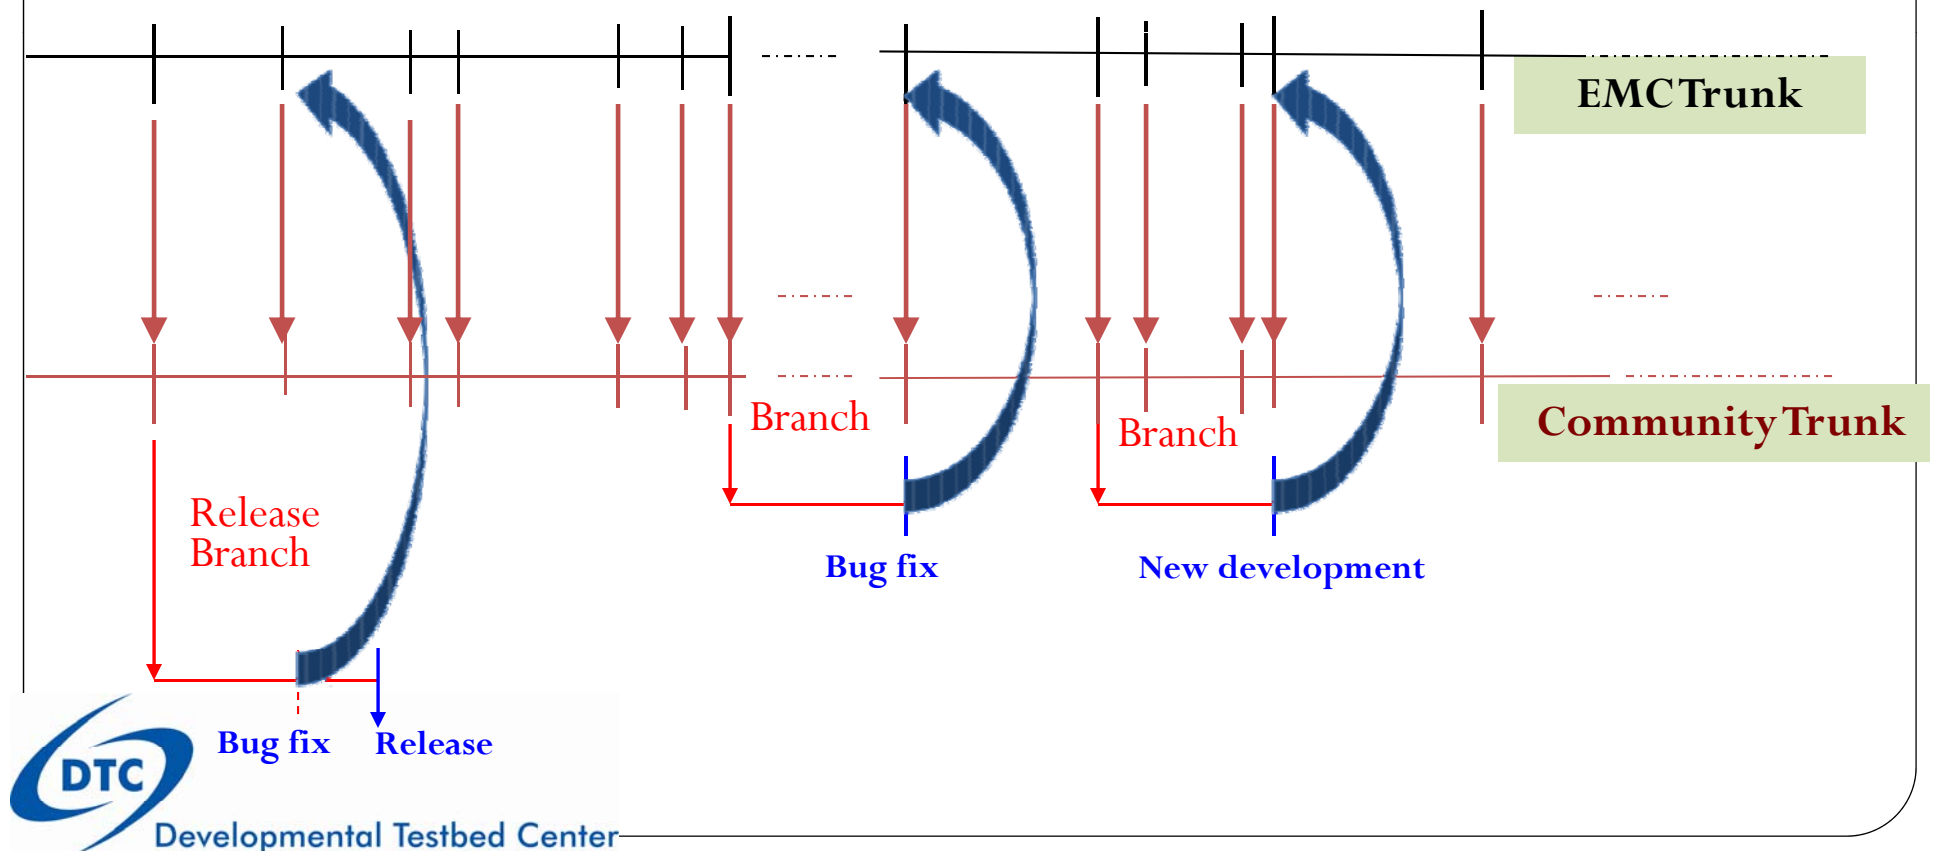 EMC Trunk
Community Trunk
Branch
Branch
Release
Branch
Bug fix
New development
Bug fix
Release
DTC
Developmental Testbed Center